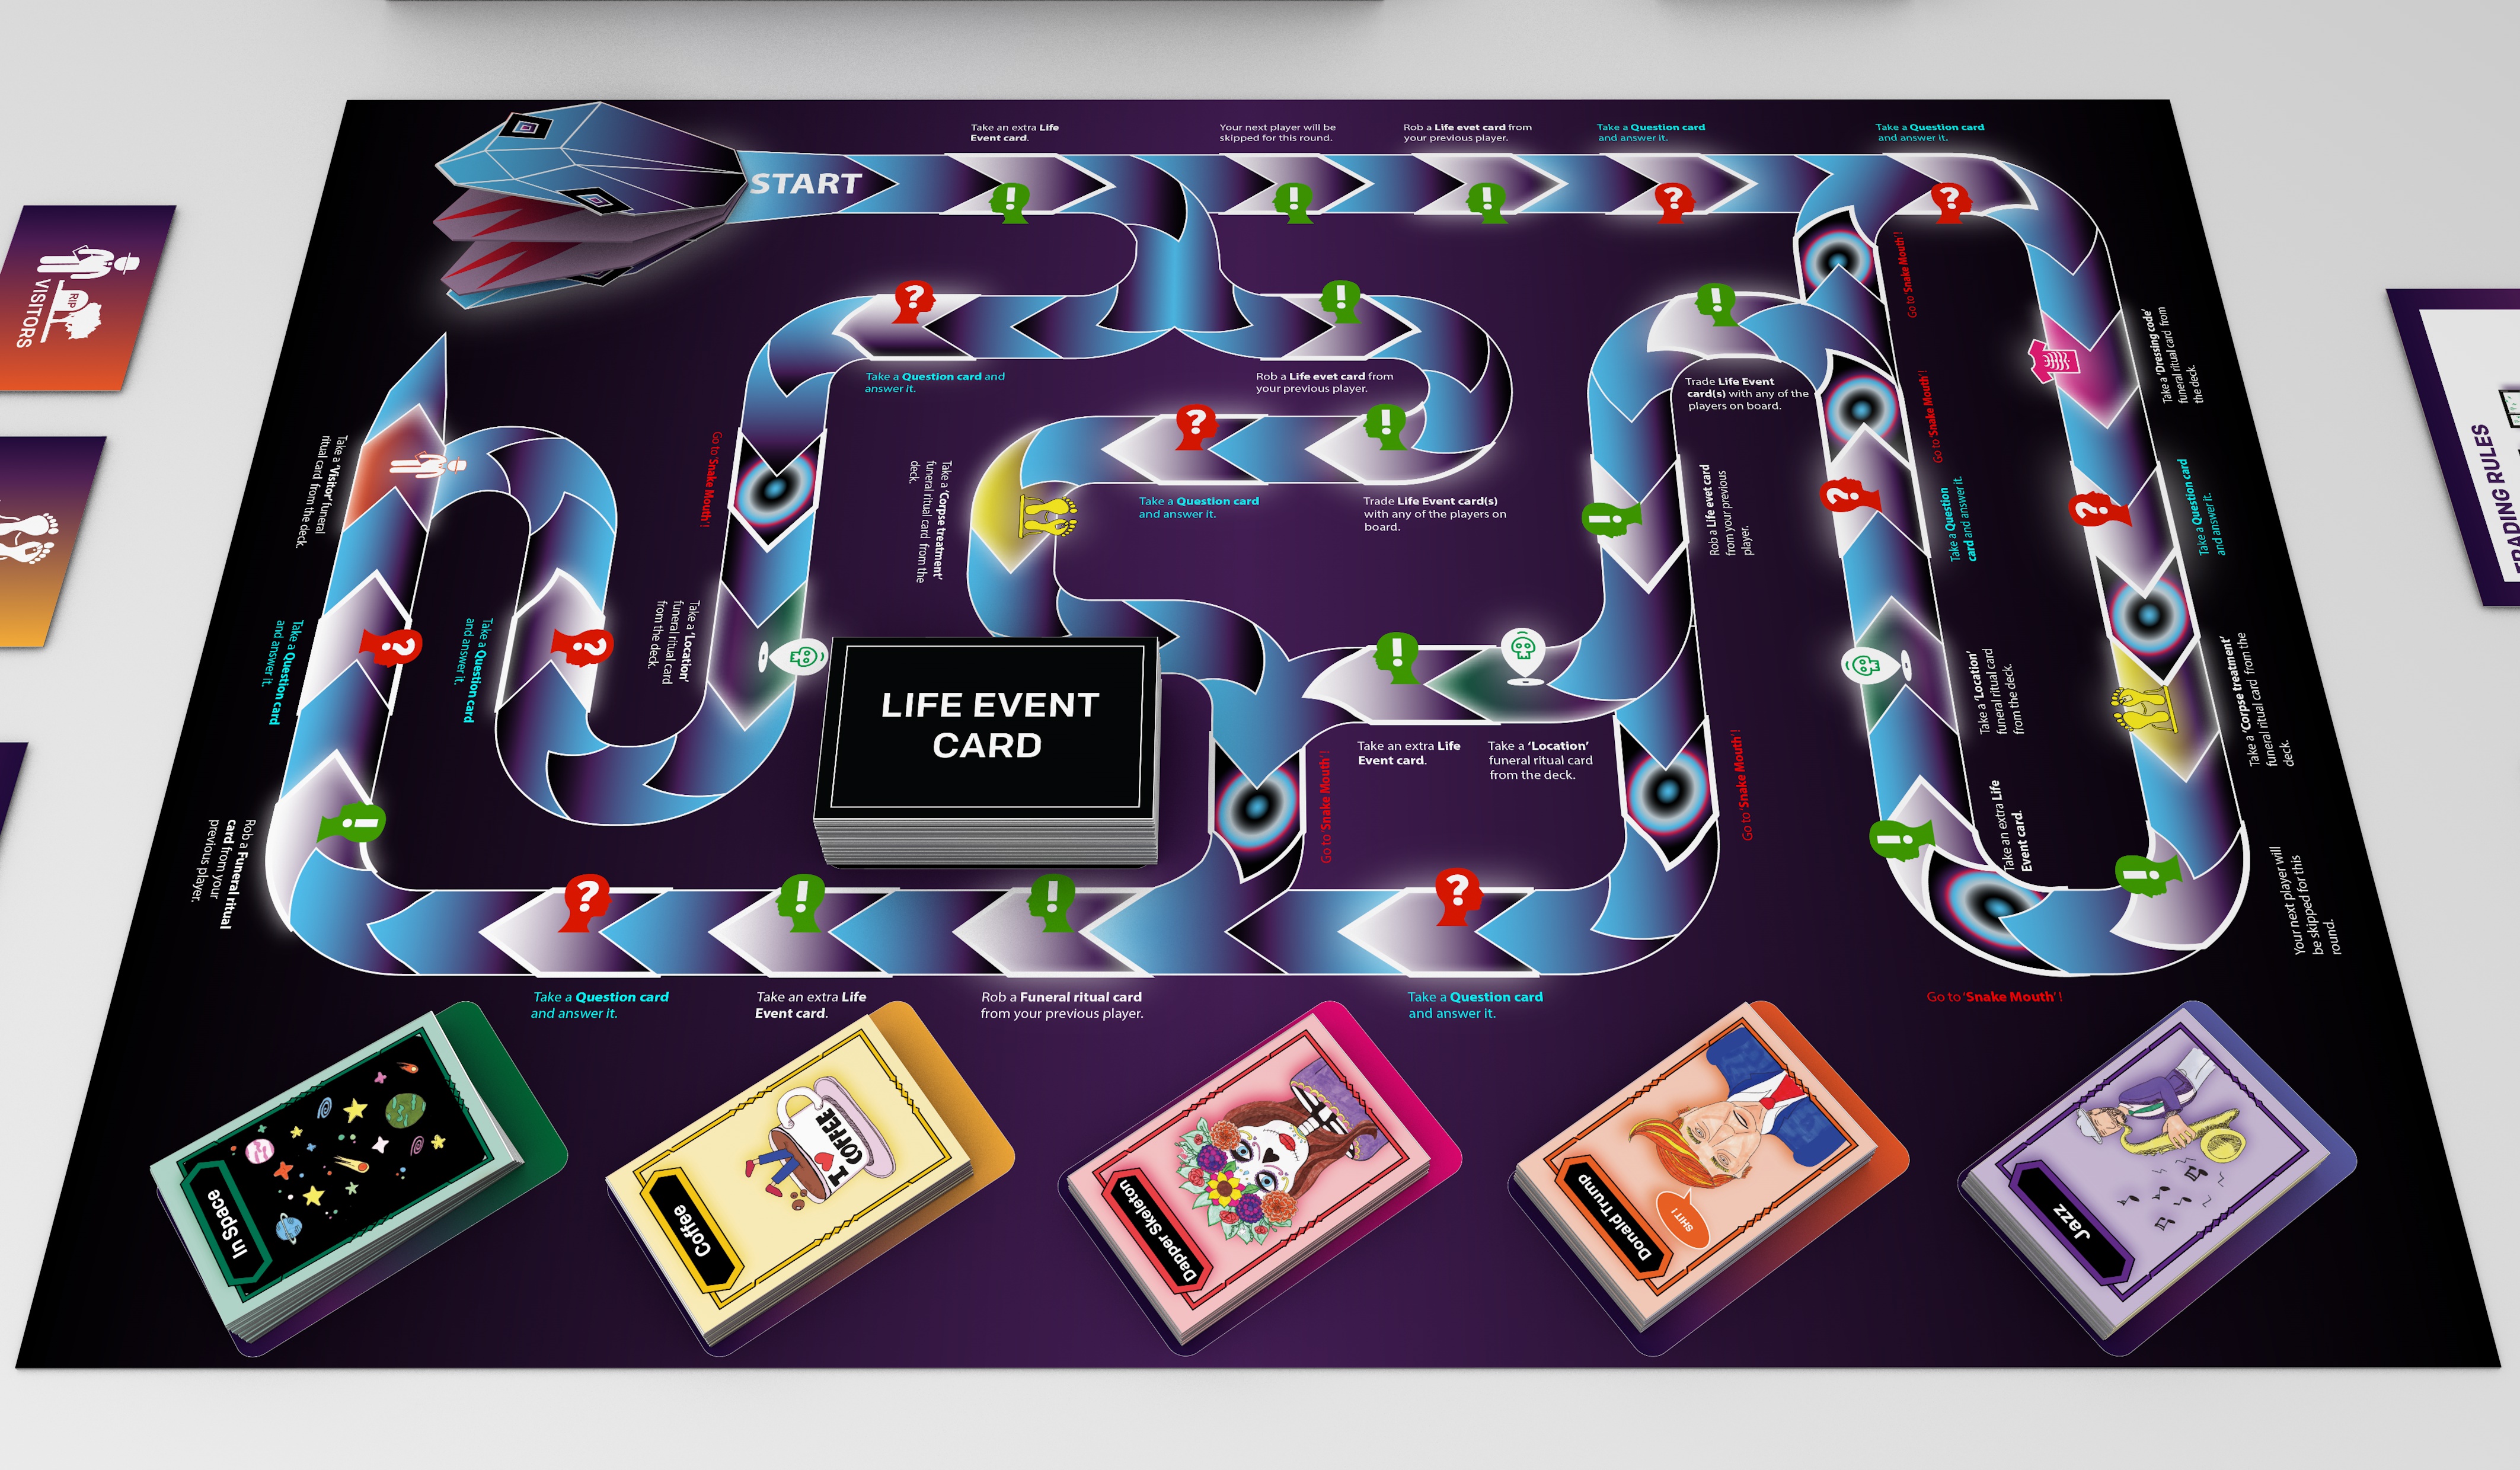 Take an extra Life
Event card.
Your next player will be
skipped for this round.
Rob a Life evet card from
your previous player.
Take a Question card
and answer it.
Take a Question card
and answer it.
START
!
!
!
?
?
RIP
VISITORS
Go to 'Snake Mouth'!
?
!
!
Take a Question card and
answer it.
Rob a Life evet card from
your previous player.
Trade Life Event
card(s) with any of the
players on board.
Go to 'Snake Mouth'!
Take a 'Dressing code'
funeral ritual card from
the deck.
?
!
Take a 'Visitor' funeral
ritual card from the deck.
Go to 'Snake Mouth'!
Take a 'Corpse treatment'
funeral ritual card from the
deck.
Take a Question card
and answer it.
Trade Life Event card(s)
with any of the players on
board.
!
Rob a Life evet card
from your previous
player.
?
Take a Question
card and answer it.
?
Take a Question card
and answer it.
TRADING RULES
Take a Question card
and answer it.
?
Take a Question card
and answer it.
?
Take a 'Location'
funeral ritual card
from the deck.
LIFE EVENT
CARD
!
Take an extra Life
Event card.
Take a 'Location'
funeral ritual card
from the deck.
Go to 'Snake Mouth'!
Go to 'Snake Mouth'!
Take a 'Location'
funeral ritual card
from the deck.
Take a 'Corpse treatment'
funeral ritual card from the
deck.
Rob a Funeral ritual
card from your
previous player.
!
!
Take an extra Life
Event card.
!
Your next player will
be skipped for this
round.
?
!
!
?
Take a Question card
and answer it.
Take an extra Life
Event card.
Rob a Funeral ritual card
from your previous player.
Take a Question card
and answer it.
Go to 'Snake Mouth'!
In Space
I
COFFEE
Coffee
Dapper Skeleton
SHIT!
Donald Trump
Jazz